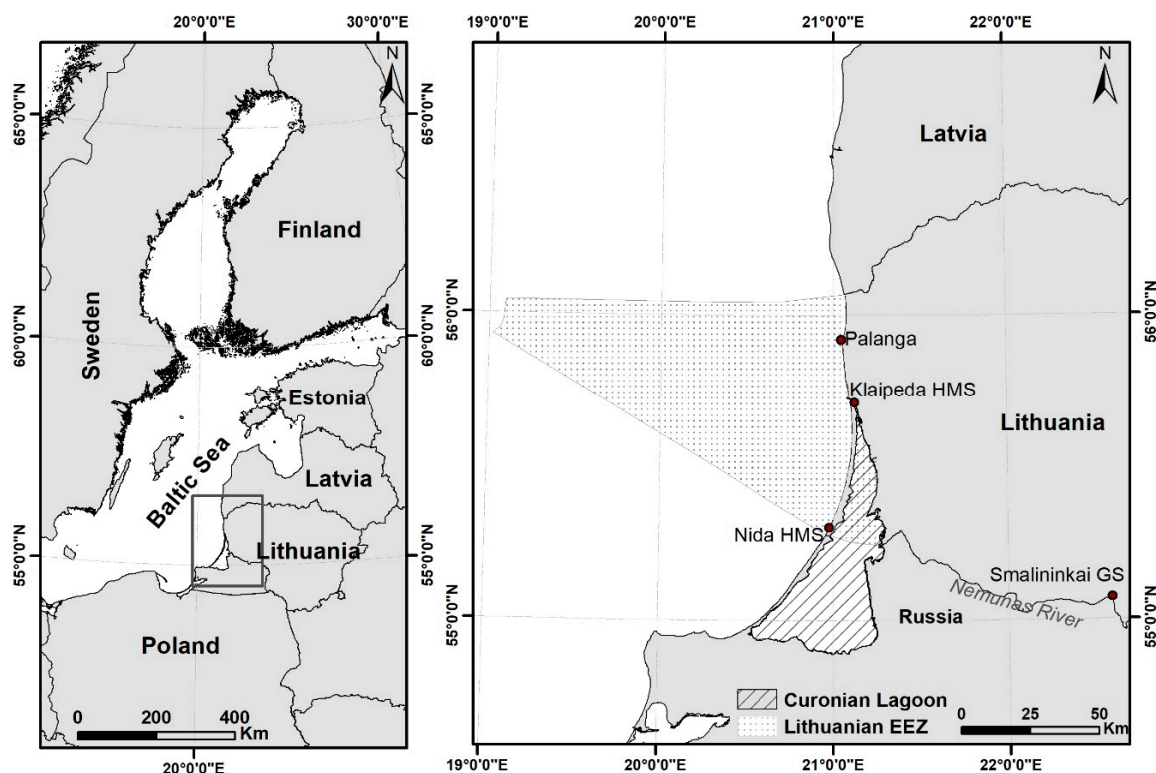 20°0'0"E
30°0'0"E
N
65°0'0"N
60°0'0"N
55°0'0"N
Finland
Sweden
Estonia
Baltic Sea
Latvia
Lithuania
Poland
0 200 400
Km
20°0'0"E
19°0'0"E
20°0'0"E
21°0'0"E
22°0'0"E
N
65°0'0"N
60°0'0"N
55°0'0"N
Latvia
56°0'0"N
56°0'0"N
Palanga
Klaipeda HMS
Lithuania
Nida HMS
Smalininkai GS
Nemunas River
55°0'0"N
55°0'0"N
Russia
Curonian Lagoon
Lithuanian EEZ
0 25 50
Km
19°0'0"E
20°0'0"E
21°0'0"E
22°0'0"E